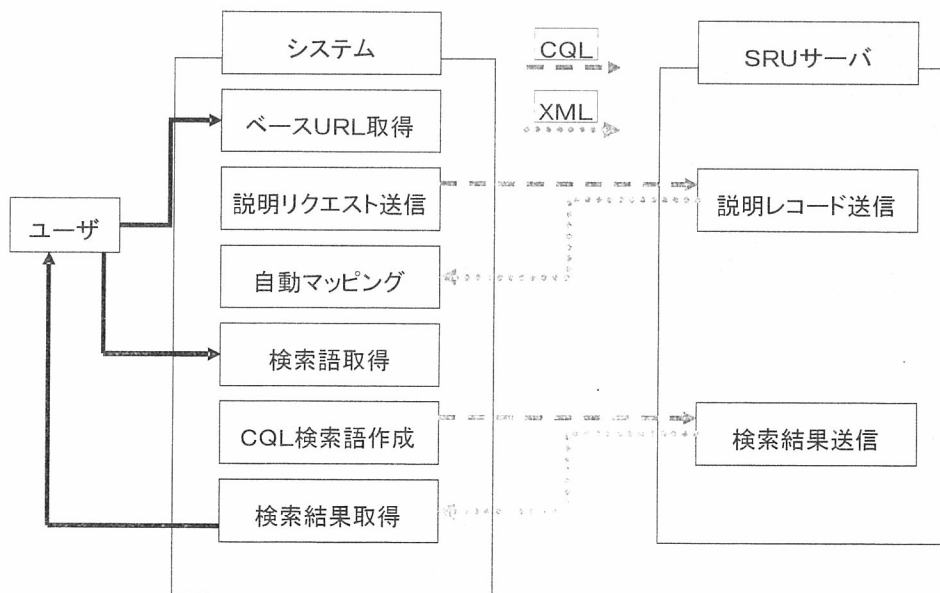 システム
CQL
SRUサーバ
XML
ベースURL取得
説明リクエスト送信
説明レコード送信
ユーザ
自動マッピング
検索語取得
CQL検索語作成
検索結果送信
検索結果取得